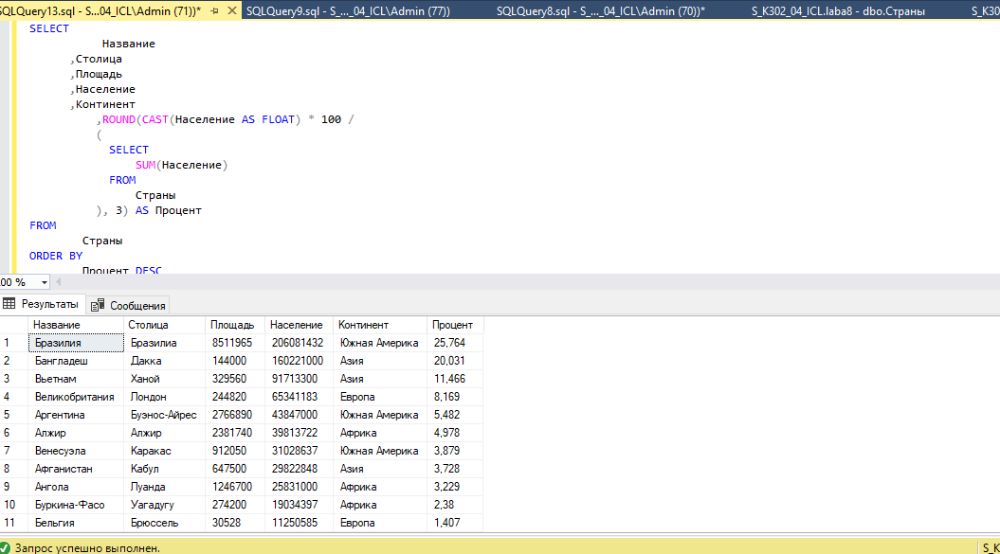 SQLQuery13.sql - S...04_ICL\Admin (71))* SQLQuery9.sql - S_..._04_ICL\Admin (77)) SQLQuery8.sql - S_..._04_ICL\Admin (70))* S_K302_04_ICL.laba8 - dbo.Страны S_K30
SELECT
Название
,Столица
,Площадь
,Население
,Континент
,ROUND(CAST(Население AS FLOAT) * 100 /
(
SELECT
SUM(Население)
FROM
Страны
), 3) AS Процент
FROM
Страны
ORDER BY
Процент DESC
00 %
Результаты Сообщения
Название Столица Площадь Население Континент Процент
1 Бразилия Бразилиа 8511965 206081432 Южная Америка 25,764
2 Бангладеш Дакка 144000 160221000 Азия 20,031
3 Вьетнам Ханой 329560 91713300 Азия 11,466
4 Великобритания Лондон 244820 65341183 Европа 8,169
5 Аргентина Буэнос-Айрес 2766890 43847000 Южная Америка 5,482
6 Алжир Алжир 2381740 39813722 Африка 4,978
7 Венесуэла Каракас 912050 31028637 Южная Америка 3,879
8 Афганистан Кабул 647500 29822848 Азия 3,728
9 Ангола Луанда 1246700 25831000 Африка 3,229
10 Буркина-Фасо Уагадугу 274200 19034397 Африка 2,38
11 Бельгия Брюссель 30528 11250585 Европа 1,407
Запрос успешно выполнен. S_K